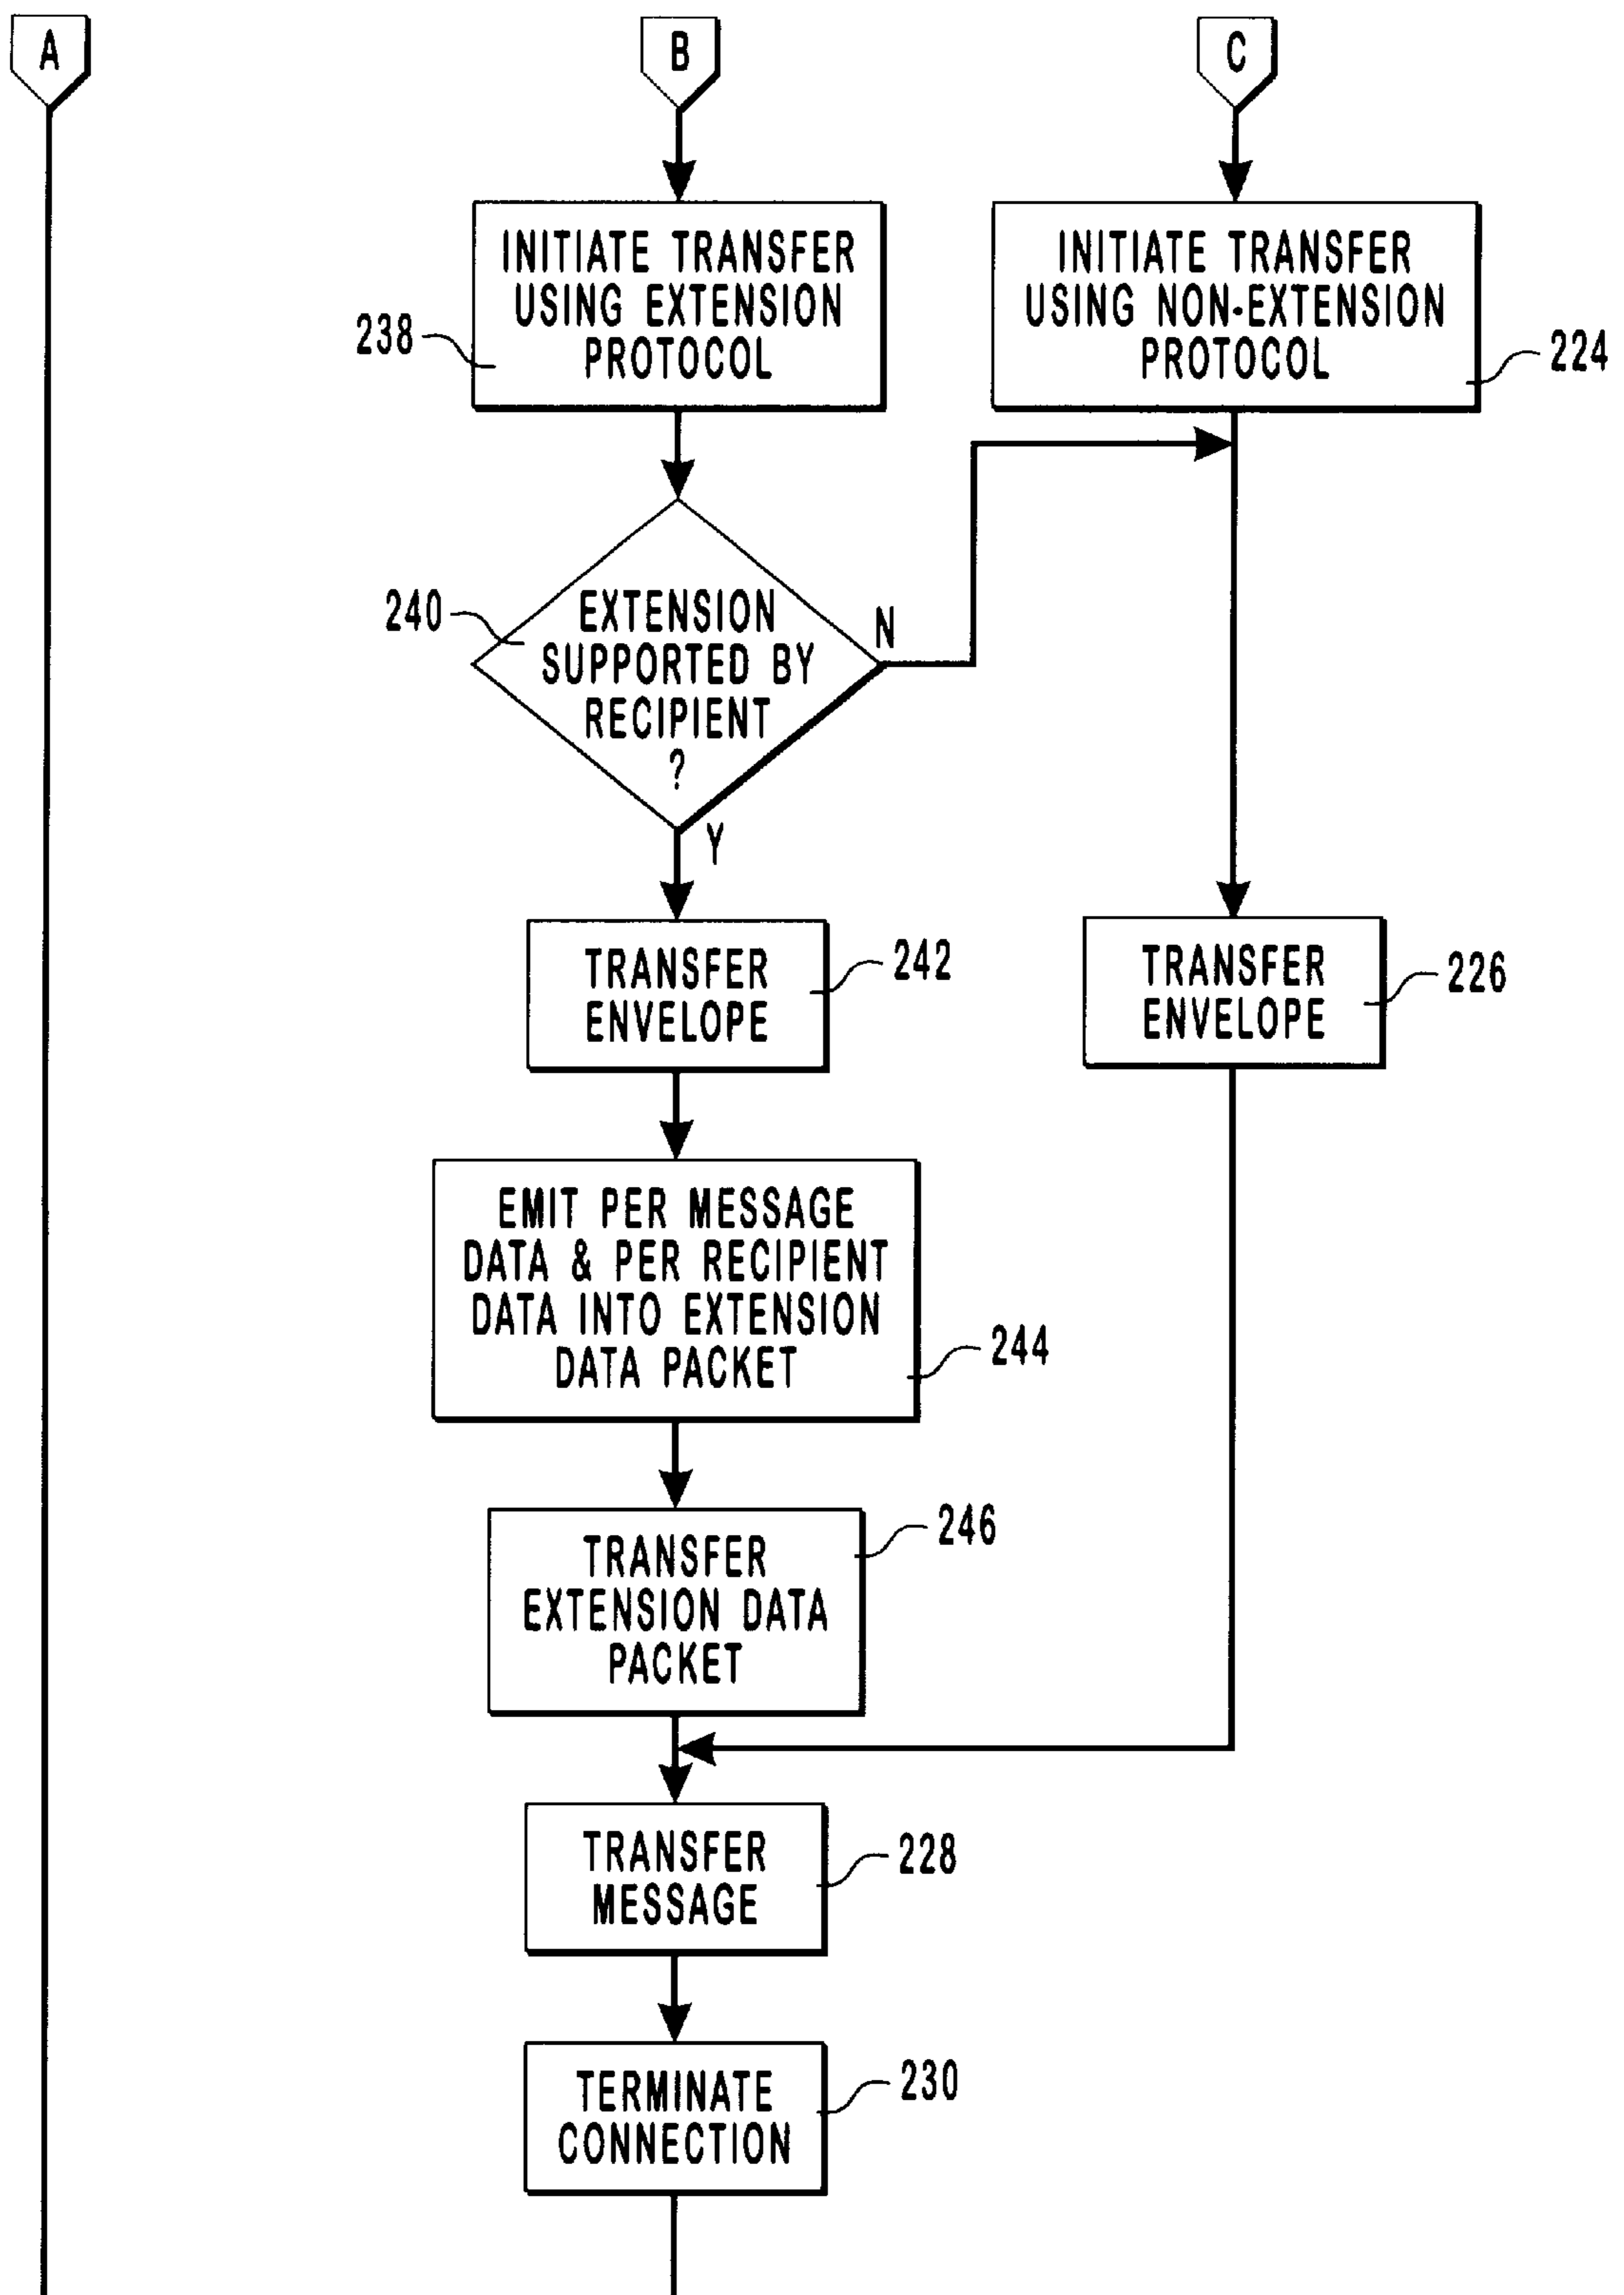 A
B
C
INITIATE TRANSFER
USING EXTENSION
PROTOCOL
238
INITIATE TRANSFER
USING NON-EXTENSION
PROTOCOL
224
240
EXTENSION
SUPPORTED BY
RECIPIENT
?
N
Y
TRANSFER
ENVELOPE
242
TRANSFER
ENVELOPE
226
EMIT PER MESSAGE
DATA & PER RECIPIENT
DATA INTO EXTENSION
DATA PACKET
244
TRANSFER
EXTENSION DATA
PACKET
246
TRANSFER
MESSAGE
228
TERMINATE
CONNECTION
230